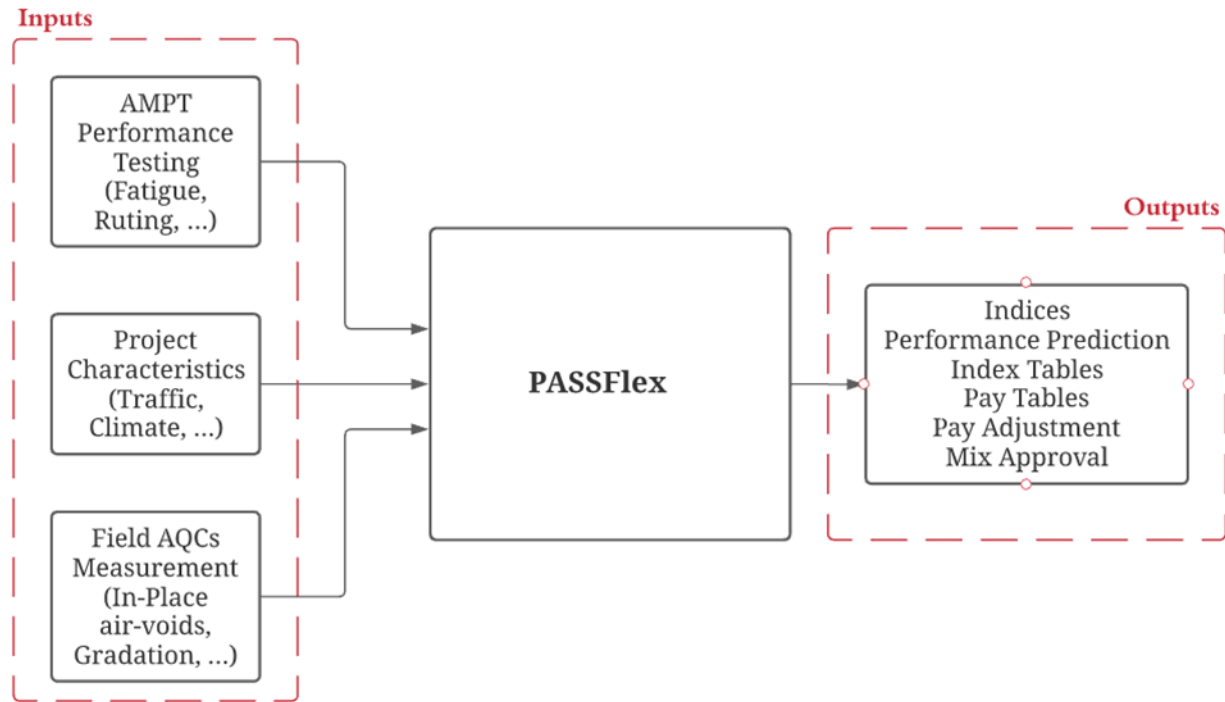 Inputs
AMPT
Performance
Testing
(Fatigue,
Ruting, ...)
Project
Characteristics
(Traffic,
Climate, ...)
Field AQCs
Measurement
(In-Place
air-voids,
Gradation, ...)
PASSFlex
Outputs
Indices
Performance Prediction
Index Tables
Pay Tables
Pay Adjustment
Mix Approval